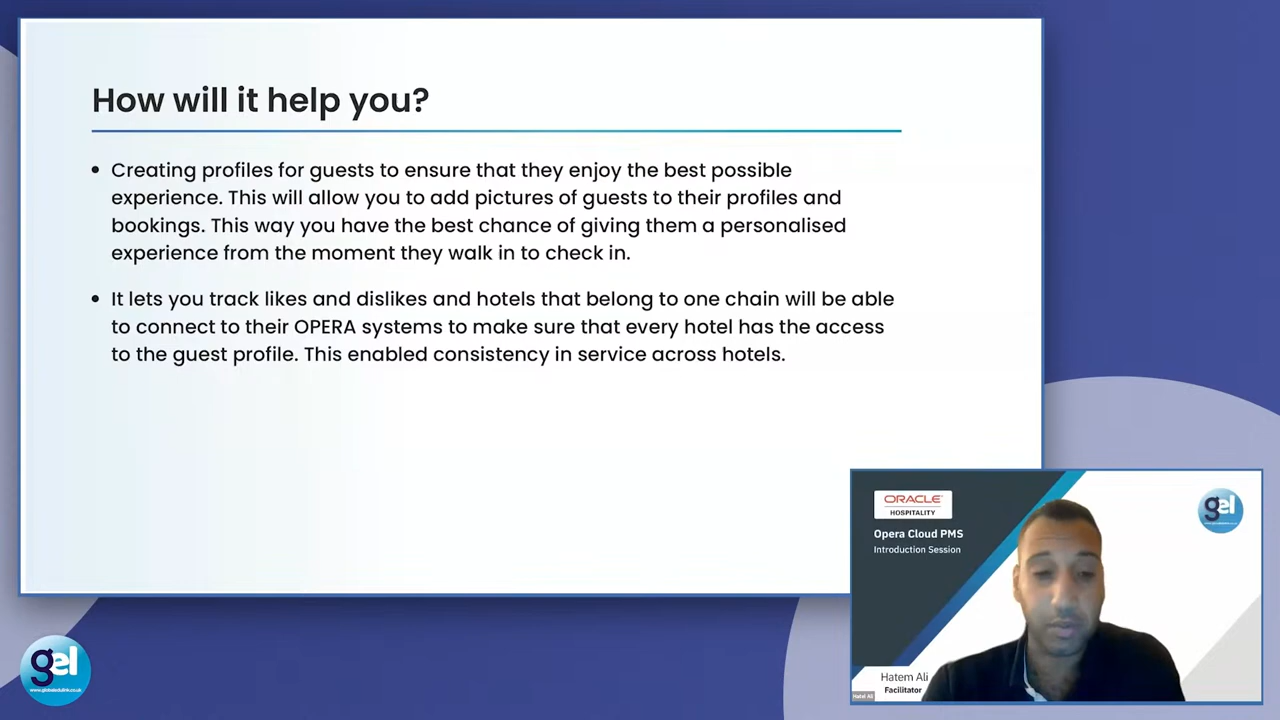 How will it help you?
• Creating profiles for guests to ensure that they enjoy the best possible
experience. This will allow you to add pictures of guests to their profiles and
bookings. This way you have the best chance of giving them a personalised
experience from the moment they walk in to check in.
• It lets you track likes and dislikes and hotels that belong to one chain will be able
to connect to their OPERA systems to make sure that every hotel has the access
to the guest profile. This enabled consistency in service across hotels.
ORACLE
HOSPITALITY
Opera Cloud PMS
Introduction Session
gel
Hatem Ali
Facilitator
gel
www.globaledulink.co.uk